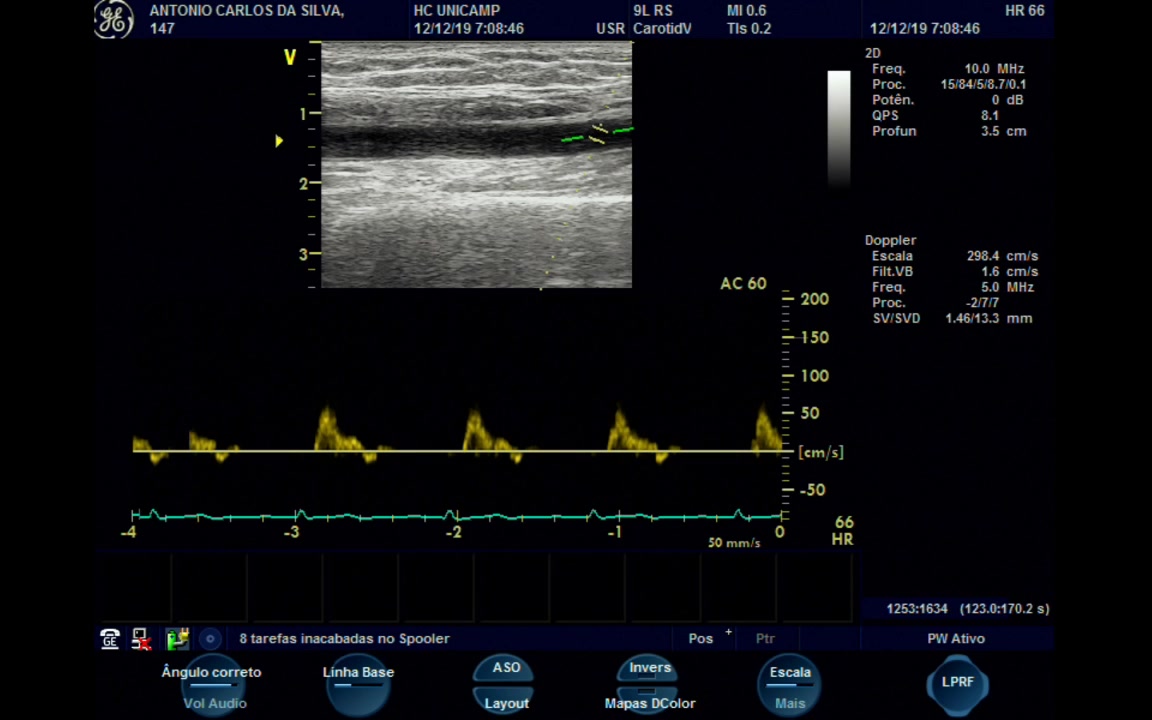 ANTONIO CARLOS DA SILVA,
147
HC UNICAMP
12/12/19 7:08:46
USR
9L RS
CarotidV
MI 0.6
TIs 0.2
HR 66
12/12/19 7:08:46
V
1
2
3
2D
Freq. 10.0 MHz
Proc. 15/84/5/8.7/0.1
Potên. 0 dB
QPS 8.1
Profun 3.5 cm
Doppler
Escala 298.4 cm/s
Filt.VB 1.6 cm/s
Freq. 5.0 MHz
Proc. -2/7/7
SV/SVD 1.46/13.3 mm
AC 60
200
150
100
50
[cm/s]
-50
-4 -3 -2 -1 0
50 mm/s
66
HR
1253:1634 (123.0:170.2 s)
GE
8 tarefas inacabadas no Spooler
Pos +
Ptr
PW Ativo
Ângulo correto
Vol Audio
Linha Base
ASO
Layout
Invers
Mapas DColor
Escala
Mais
LPRF